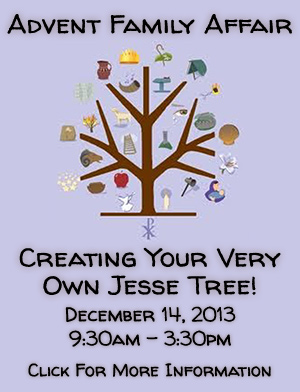 Advent Family Affair
Creating Your Very
Own Jesse Tree!
December 14, 2013
9:30am - 3:30pm
Click For More Information